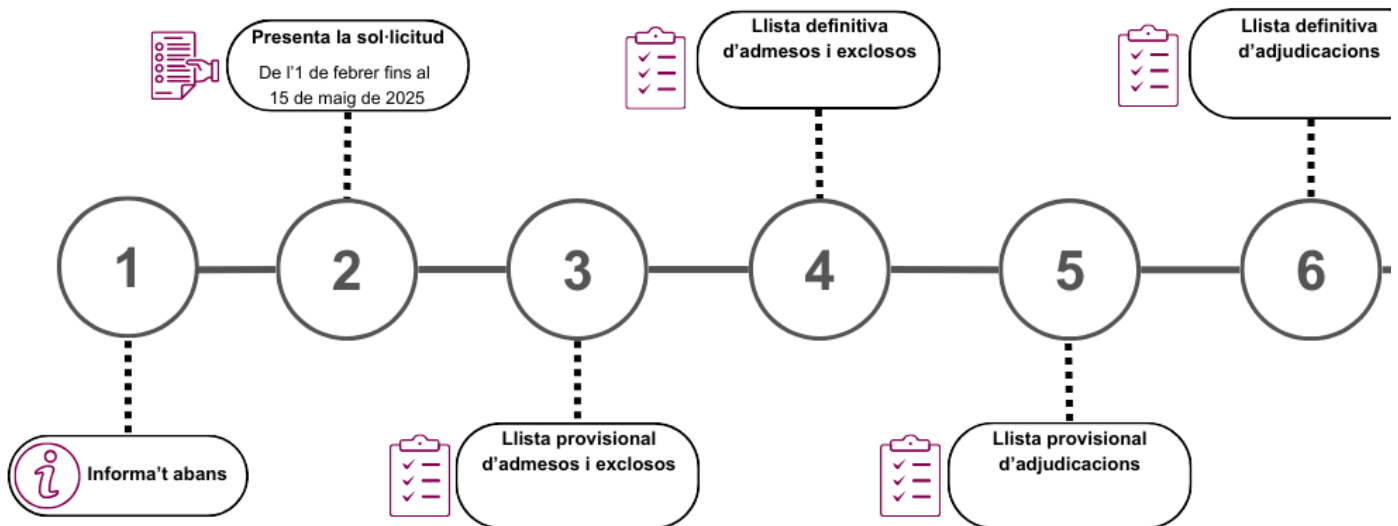 Presenta la sol·licitud
De l'1 de febrer fins al
15 de maig de 2025
Llista definitiva
d'admesos i exclosos
Llista definitiva
d'adjudicacions
1
2
3
4
5
6
Informa't abans
Llista provisional
d'admesos i exclosos
Llista provisional
d'adjudicacions